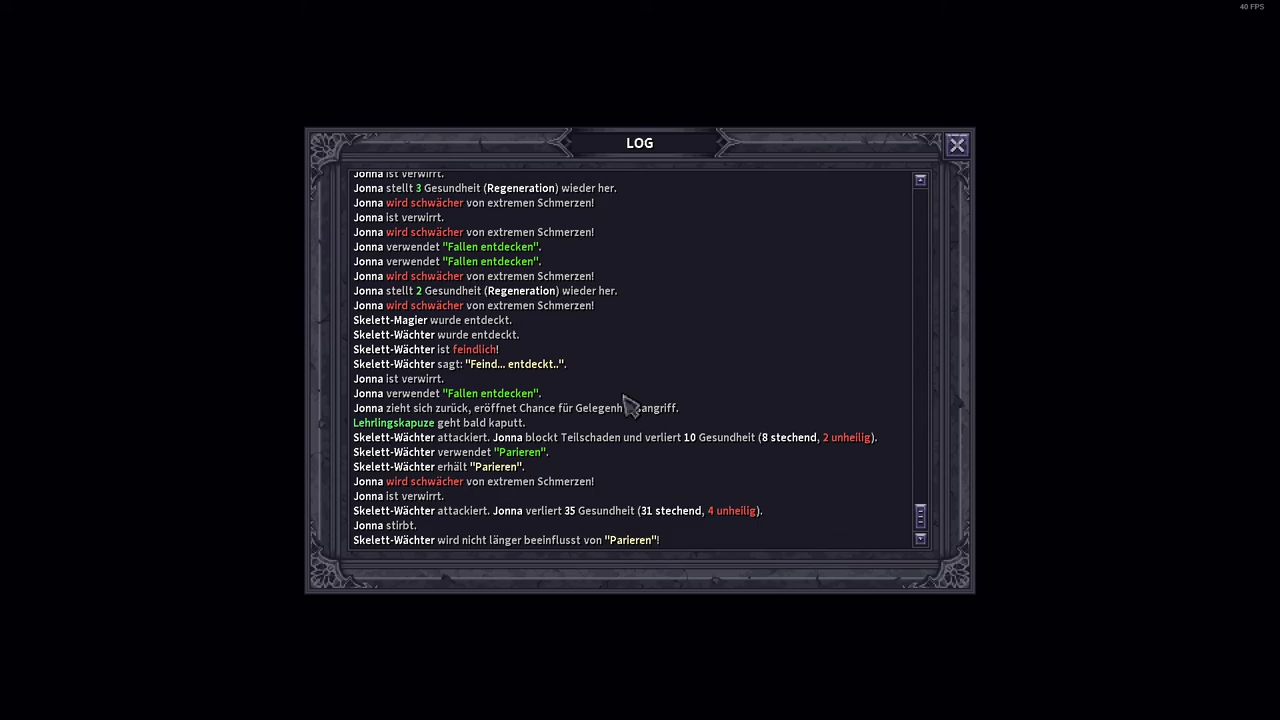 40 FPS
LOG
Jonna ist verwirrt.
Jonna stellt 3 Gesundheit (Regeneration) wieder her.
Jonna wird schwächer von extremen Schmerzen!
Jonna ist verwirrt.
Jonna wird schwächer von extremen Schmerzen!
Jonna verwendet "Fallen entdecken".
Jonna verwendet "Fallen entdecken".
Jonna wird schwächer von extremen Schmerzen!
Jonna stellt 2 Gesundheit (Regeneration) wieder her.
Jonna wird schwächer von extremen Schmerzen!
Skelett-Magier wurde entdeckt.
Skelett-Wächter wurde entdeckt.
Skelett-Wächter ist feindlich!
Skelett-Wächter sagt: "Feind... entdeckt..".
Jonna ist verwirrt.
Jonna verwendet "Fallen entdecken".
Jonna zieht sich zurück, eröffnet Chance für Gelegenh angriff.
Lehrlingskapuze geht bald kaputt.
Skelett-Wächter attackiert. Jonna blockt Teilschaden und verliert 10 Gesundheit (8 stechend, 2 unheilig).
Skelett-Wächter verwendet "Parieren".
Skelett-Wächter erhält "Parieren".
Jonna wird schwächer von extremen Schmerzen!
Jonna ist verwirrt.
Skelett-Wächter attackiert. Jonna verliert 35 Gesundheit (31 stechend, 4 unheilig).
Jonna stirbt.
Skelett-Wächter wird nicht länger beeinflusst von "Parieren"!